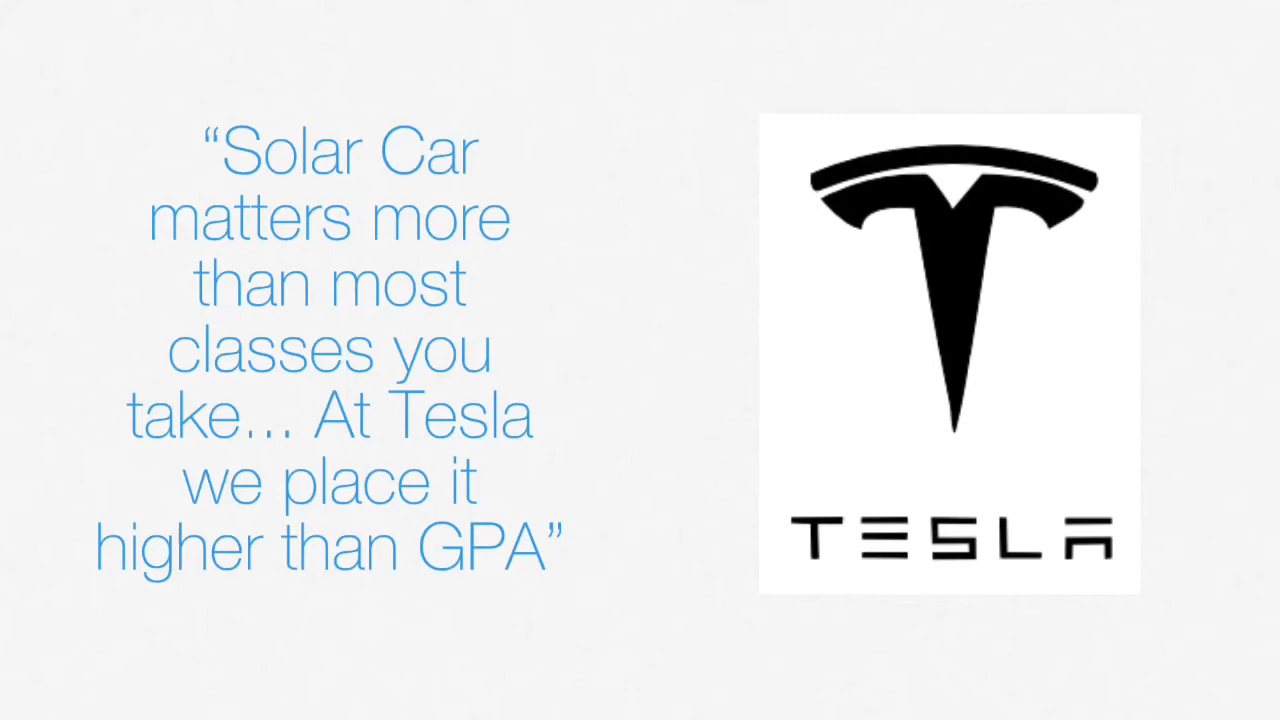 “Solar Car
matters more
than most
classes you
take... At Tesla
we place it
higher than GPA”
TESLA